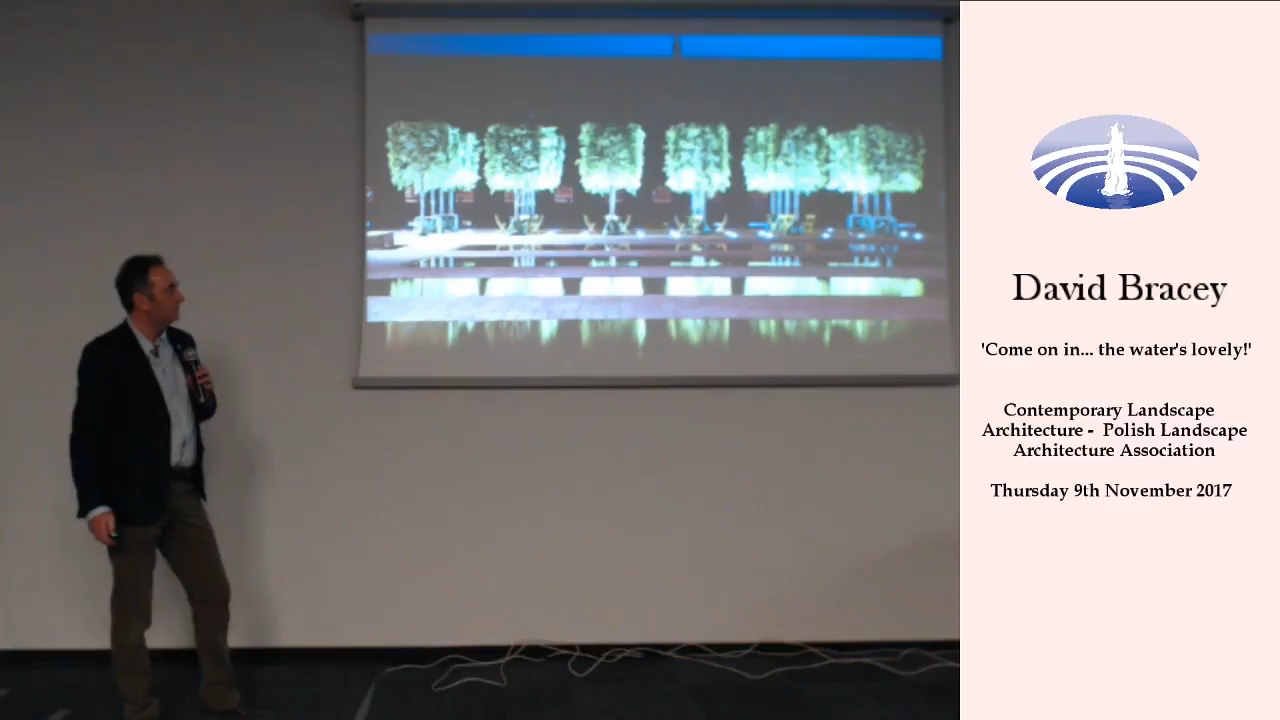 David Bracey
'Come on in... the water's lovely!'
Contemporary Landscape
Architecture - Polish Landscape
Architecture Association
Thursday 9th November 2017